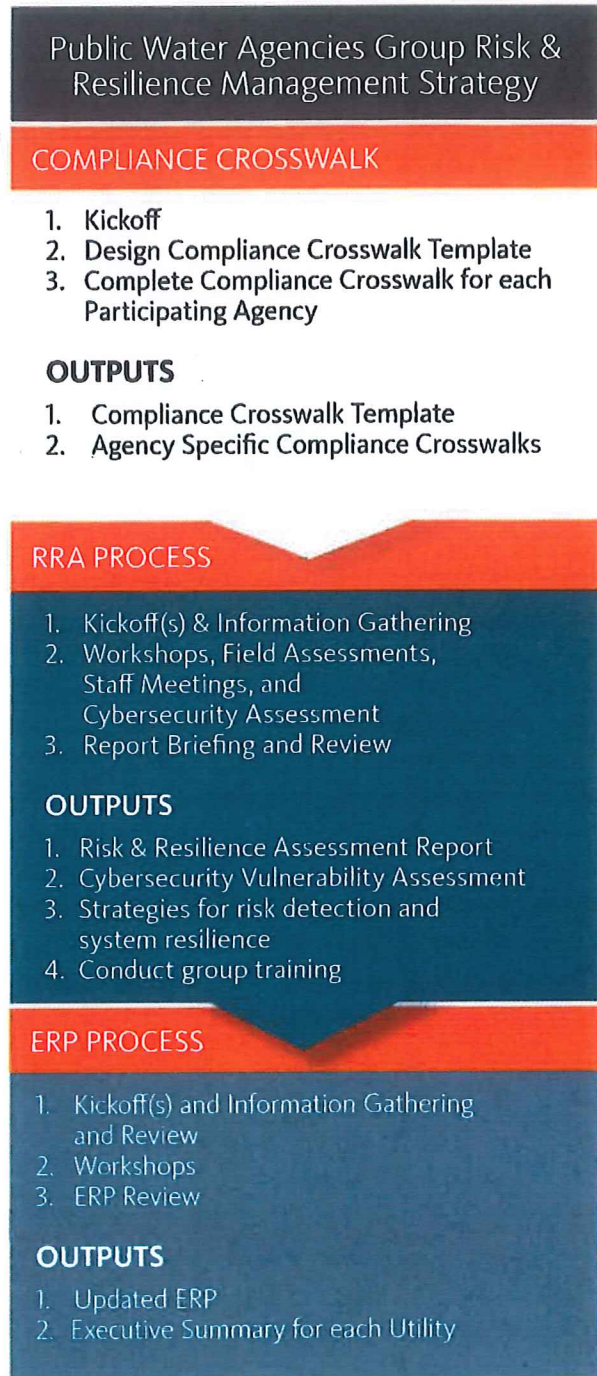 Public Water Agencies Group Risk &
Resilience Management Strategy
COMPLIANCE CROSSWALK
1. Kickoff
2. Design Compliance Crosswalk Template
3. Complete Compliance Crosswalk for each
Participating Agency
OUTPUTS
1. Compliance Crosswalk Template
2. Agency Specific Compliance Crosswalks
RRA PROCESS
1. Kickoff(s) & Information Gathering
2. Workshops, Field Assessments,
Staff Meetings, and
Cybersecurity Assessment
3. Report Briefing and Review
OUTPUTS
1. Risk & Resilience Assessment Report
2. Cybersecurity Vulnerability Assessment
3. Strategies for risk detection and
system resilience
4. Conduct group training
ERP PROCESS
1. Kickoff(s) and Information Gathering
and Review
2. Workshops
3. ERP Review
OUTPUTS
1. Updated ERP
2. Executive Summary for each Utility